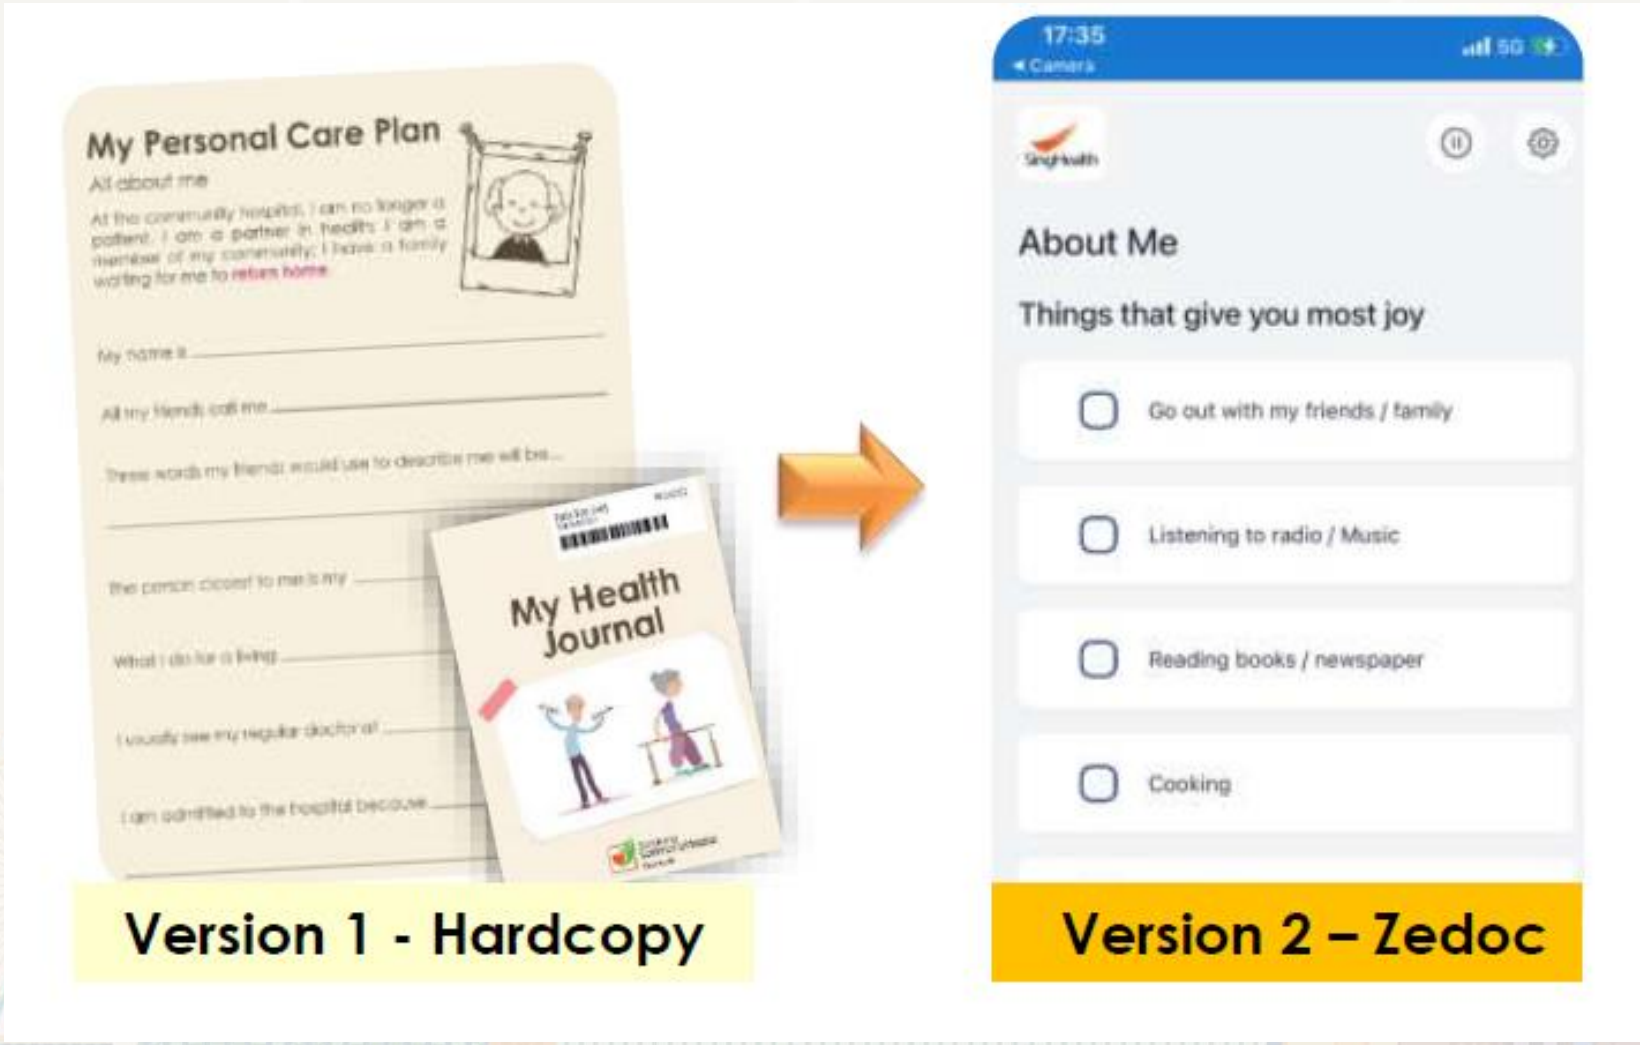 My Personal Care Plan
All about me
At the community hospital, I am no longer a
patient. I am a partner in health; I am a
member of my community; I have a family
waiting for me to return home.
My name is
All my friends call me
Three words my friends would use to describe me will be...
The person closest to me is my
What I do for a living
I usually see my regular doctor at
I am admitted to the hospital because
My Health
Journal
Version 1 - Hardcopy
17:35
5G
Camera
SingHealth
About Me
Things that give you most joy
Go out with my friends / family
Listening to radio / Music
Reading books / newspaper
Cooking
Version 2 – Zedoc